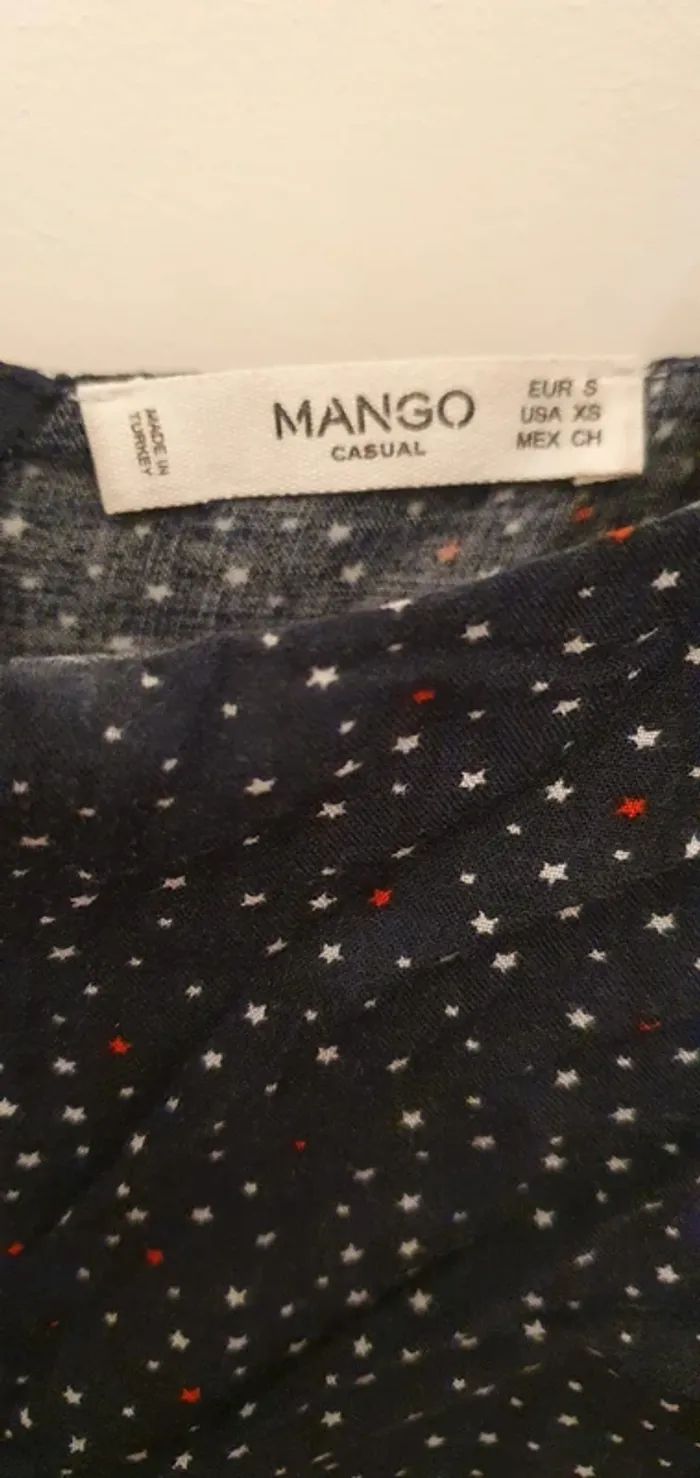 MADE IN
TURKEY
MANGO
CASUAL
EUR S
USA XS
MEX CH